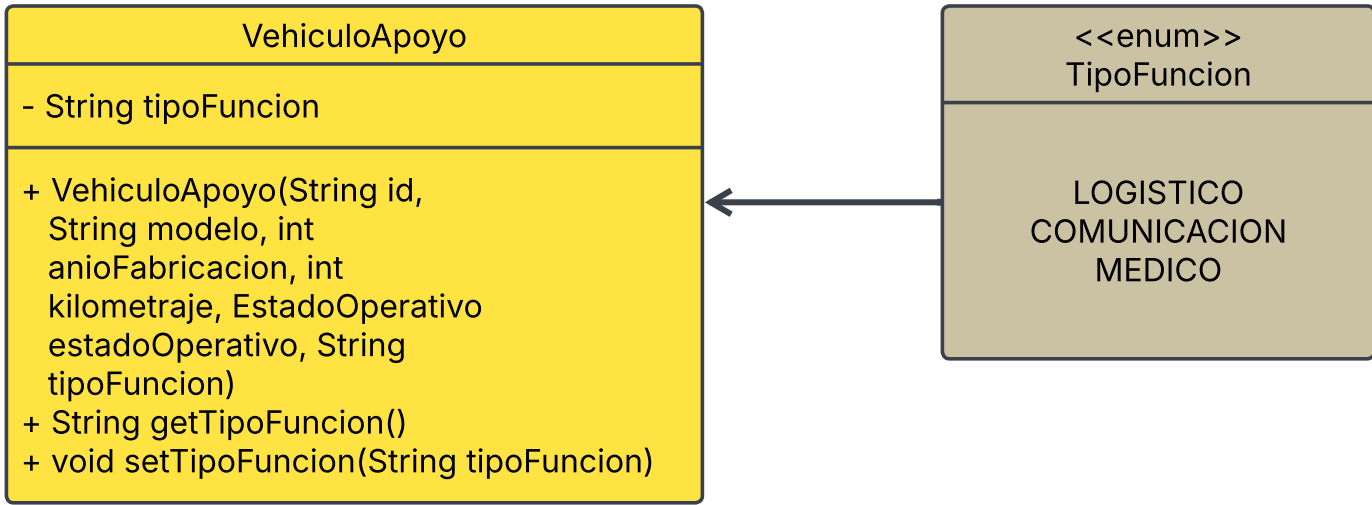 VehiculoApoyo
- String tipoFuncion
+ VehiculoApoyo(String id,
String modelo, int
anioFabricacion, int
kilometraje, EstadoOperativo
estadoOperativo, String
tipoFuncion)
+ String getTipoFuncion()
+ void setTipoFuncion(String tipoFuncion)
<<enum>>
TipoFuncion
LOGISTICO
COMUNICACION
MEDICO